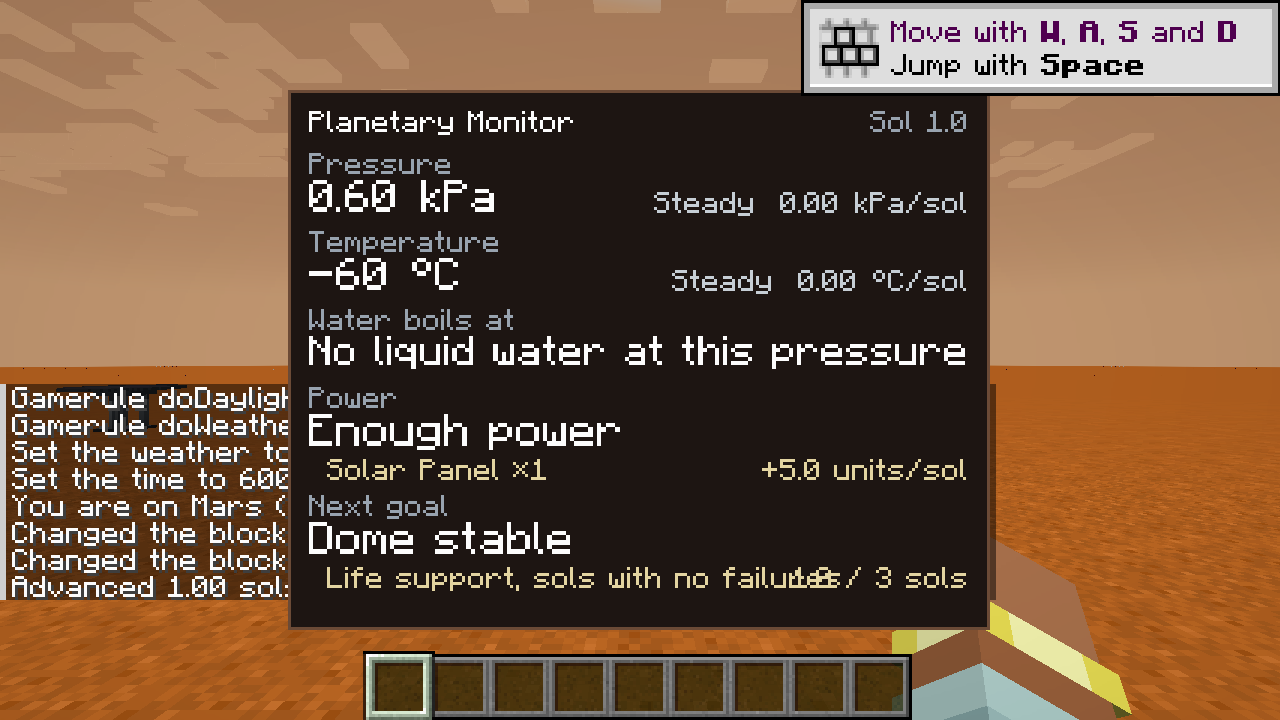 Move with W, A, S and D
Jump with Space
Planetary Monitor
Sol 1.0
Pressure
0.60 kPa
Steady 0.00 kPa/sol
Temperature
-60 °C
Steady 0.00 °C/sol
Water boils at
No liquid water at this pressure
Power
Enough power
Solar Panel ×1
+5.0 units/sol
Next goal
Dome stable
Life support, sols with no failures
/ 3 sols
Gamerule doDaylig
Gamerule doWeathe
Set the weather to
Set the time to 600
You are on Mars (
Changed the block
Changed the block
Advanced 1.00 sol